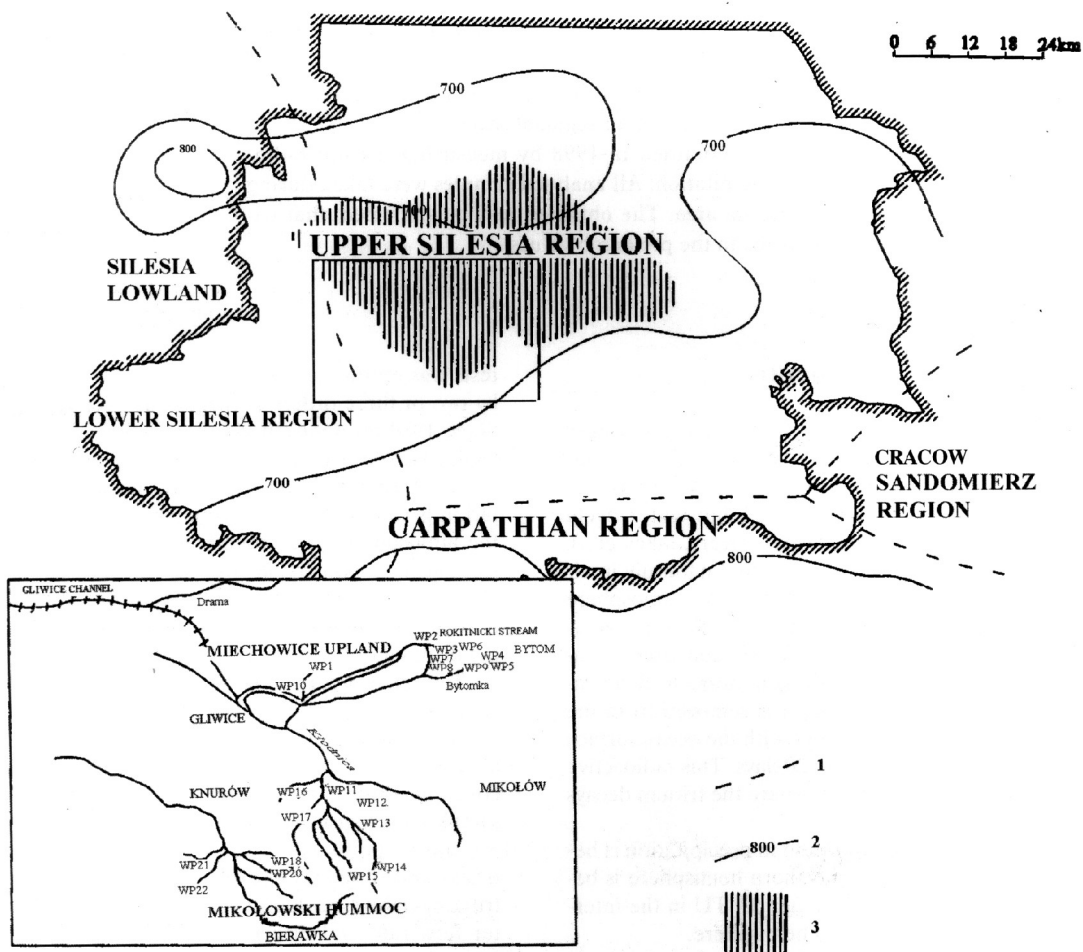 0 6 12 18 24km
700
700
800
700
UPPER SILESIA REGION
SILESIA
LOWLAND
LOWER SILESIA REGION
700
CRACOW
SANDOMIERZ
REGION
CARPATHIAN REGION
800
GLIWICE CHANNEL
Drama
MIECHOWICE UPLAND
WP2 ROKITNICKI STREAM
WP3 WP6
BYTOM
WP7
WP4
WP8 WP9 WP5
WP1
WP10
Bytomka
GLIWICE
Kłodnica
KNURÓW
WP16
WP11
MIKOŁÓW
WP12
WP17
WP13
WP21
WP18
WP14
WP20
WP15
WP22
MIKOŁOWSKI HUMMOC
BIERAWKA
1
800
2
3